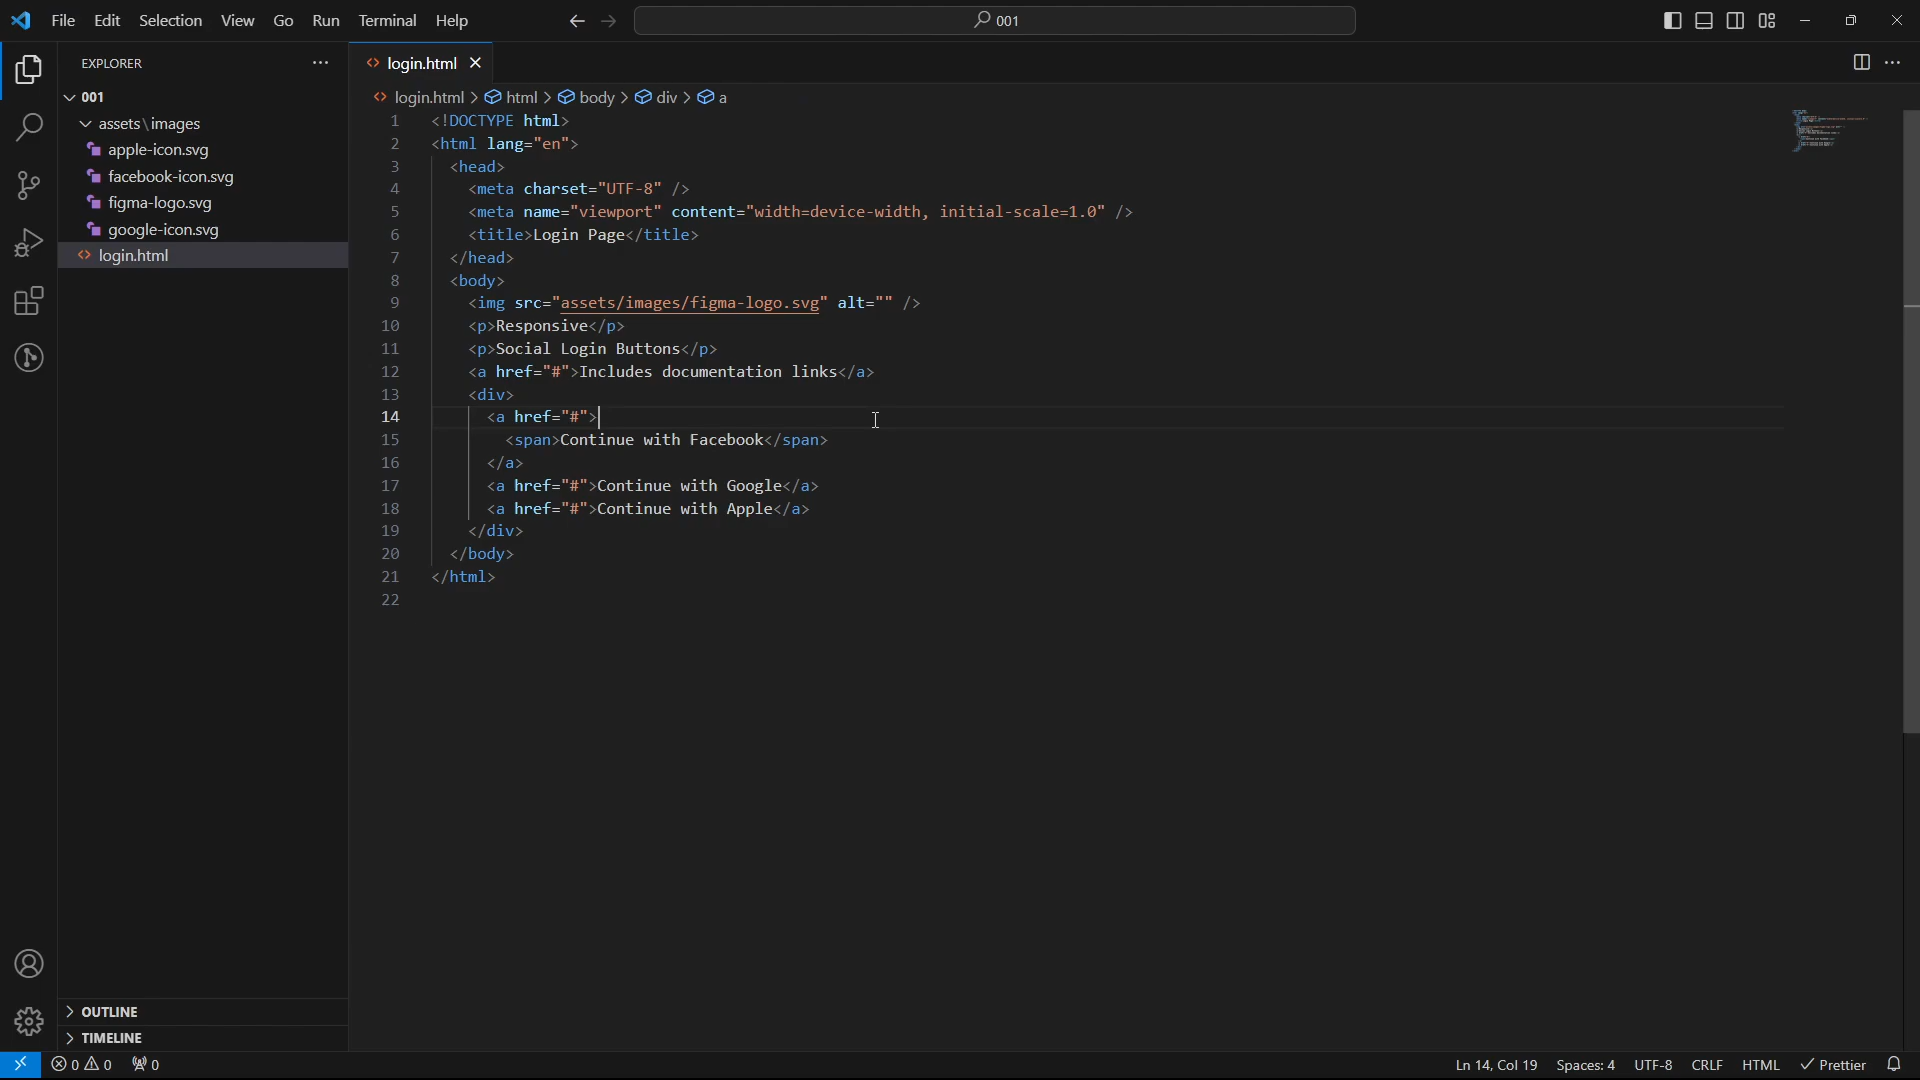 File Edit Selection View Go Run Terminal Help 001
EXPLORER
001
assets\images
apple-icon.svg
facebook-icon.svg
figma-logo.svg
google-icon.svg
login.html
OUTLINE
TIMELINE
login.html
login.html > html > body > div > a
1 <!DOCTYPE html>
2 <html lang="en">
3 <head>
4 <meta charset="UTF-8" />
5 <meta name="viewport" content="width=device-width, initial-scale=1.0" />
6 <title>Login Page</title>
7 </head>
8 <body>
9 <img src="assets/images/figma-logo.svg" alt="" />
10 <p>Responsive</p>
11 <p>Social Login Buttons</p>
12 <a href="#">Includes documentation links</a>
13 <div>
14 <a href="#">
15 <span>Continue with Facebook</span>
16 </a>
17 <a href="#">Continue with Google</a>
18 <a href="#">Continue with Apple</a>
19 </div>
20 </body>
21 </html>
22
0 0 0 Ln 14, Col 19 Spaces: 4 UTF-8 CRLF HTML Prettier